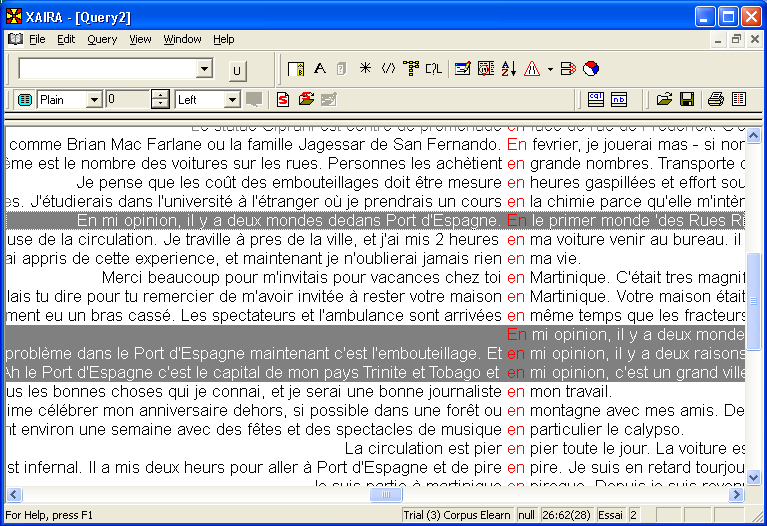 XAIRA - [Query2]
File Edit Query View Window Help
U
A * </> C?L
Plain 0 Left S cql nb
Le statue Cipriani est centre de promenade en face de rue de Frederick. C'e
comme Brian Mac Farlane ou la famille Jagessar de San Fernando. En fevrier, je jouerai mas - si nor
ème est le nombre des voitures sur les rues. Personnes les achètient en grande nombres. Transporte c
Je pense que les coût des embouteillages doit être mesure en heures gaspillées et effort sou
es. J'étudierais dans l'université à l'étranger où je prendrais un cours en la chimie parce qu'elle m'intèr
En mi opinion, il y a deux mondes dedans Port d'Espagne. En le primer monde 'des Rues Ri
use de la circulation. Je traville à pres de la ville, et j'ai mis 2 heures en ma voiture venir au bureau. il
ai appris de cette experience, et maintenant je n'oublierai jamais rien en ma vie.
Merci beaucoup pour m'invitais pour vacances chez toi en Martinique. C'était tres magnif
lais tu dire pour tu remercier de m'avoir invitée à rester votre maison en Martinique. Votre maison était
ment eu un bras cassé. Les spectateurs et l'ambulance sont arrivées en même temps que les fracteurs
En mi opinion, il y a deux monde
problème dans le Port d'Espagne maintenant c'est l'embouteillage. Et en mi opinion, il y a deux raisons
Ah le Port d'Espagne c'est le capital de mon pays Trinite et Tobago et en mi opinion, c'est un grand ville
us les bonnes choses qui je connai, et je serai une bonne journaliste en mon travail.
ime célébrer mon anniversaire dehors, si possible dans une forêt ou en montagne avec mes amis. De
nt environ une semaine avec des fêtes et des spectacles de musique en particulier le calypso.
La circulation est pier en pier toute le jour. La voiture es
st infernal. Il a mis deux heurs pour aller à Port d'Espagne et de pire en pire. Je suis en retard tourjou
Je suis partie à martinique en pirogue. Depuis je suis reven
For Help, press F1 Trial (3) Corpus Elearn null 26:62(28) Essai 2